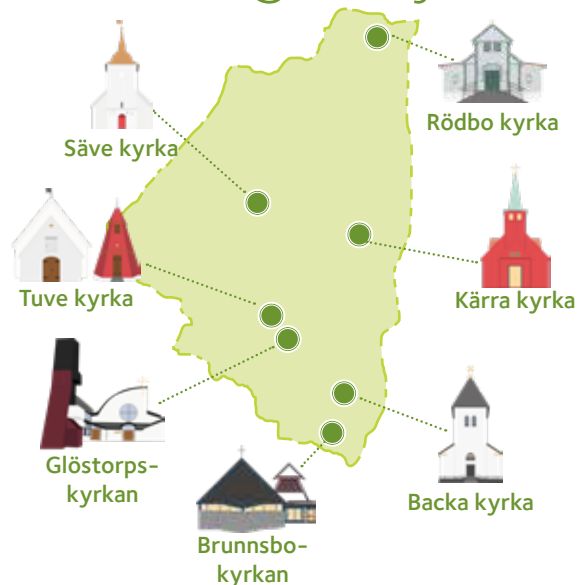 Rödbo kyrka
Säve kyrka
Tuve kyrka
Kärra kyrka
Glöstorps-
kyrkan
Backa kyrka
Brunnsbo-
kyrkan